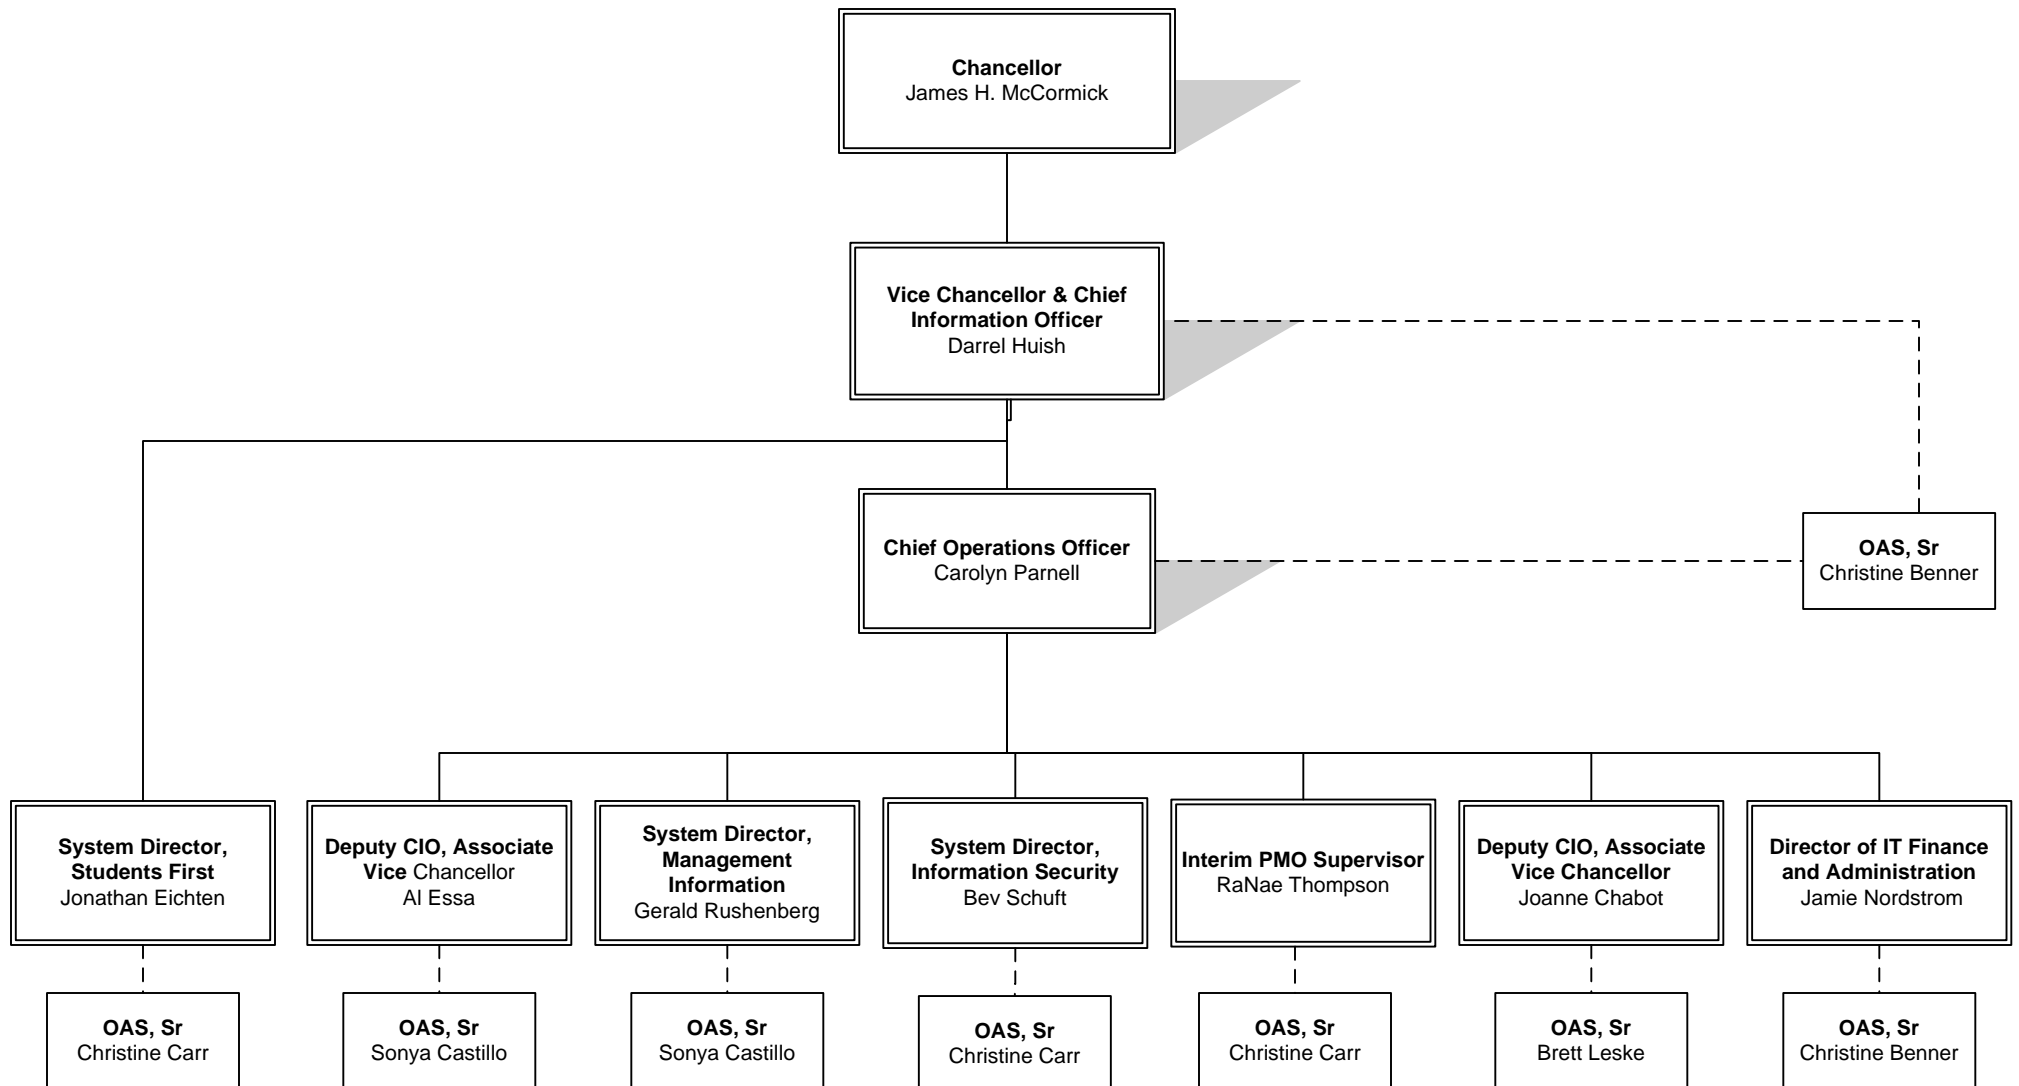 Chancellor
James H. McCormick
Vice Chancellor & Chief
Information Officer
Darrel Huish
Chief Operations Officer
Carolyn Parnell
OAS, Sr
Christine Benner
System Director,
Students First
Jonathan Eichten
Deputy CIO, Associate
Vice Chancellor
Al Essa
System Director,
Management
Information
Gerald Rushenberg
System Director,
Information Security
Bev Schuft
Interim PMO Supervisor
RaNae Thompson
Deputy CIO, Associate
Vice Chancellor
Joanne Chabot
Director of IT Finance
and Administration
Jamie Nordstrom
OAS, Sr
Christine Carr
OAS, Sr
Sonya Castillo
OAS, Sr
Sonya Castillo
OAS, Sr
Christine Carr
OAS, Sr
Christine Carr
OAS, Sr
Brett Leske
OAS, Sr
Christine Benner